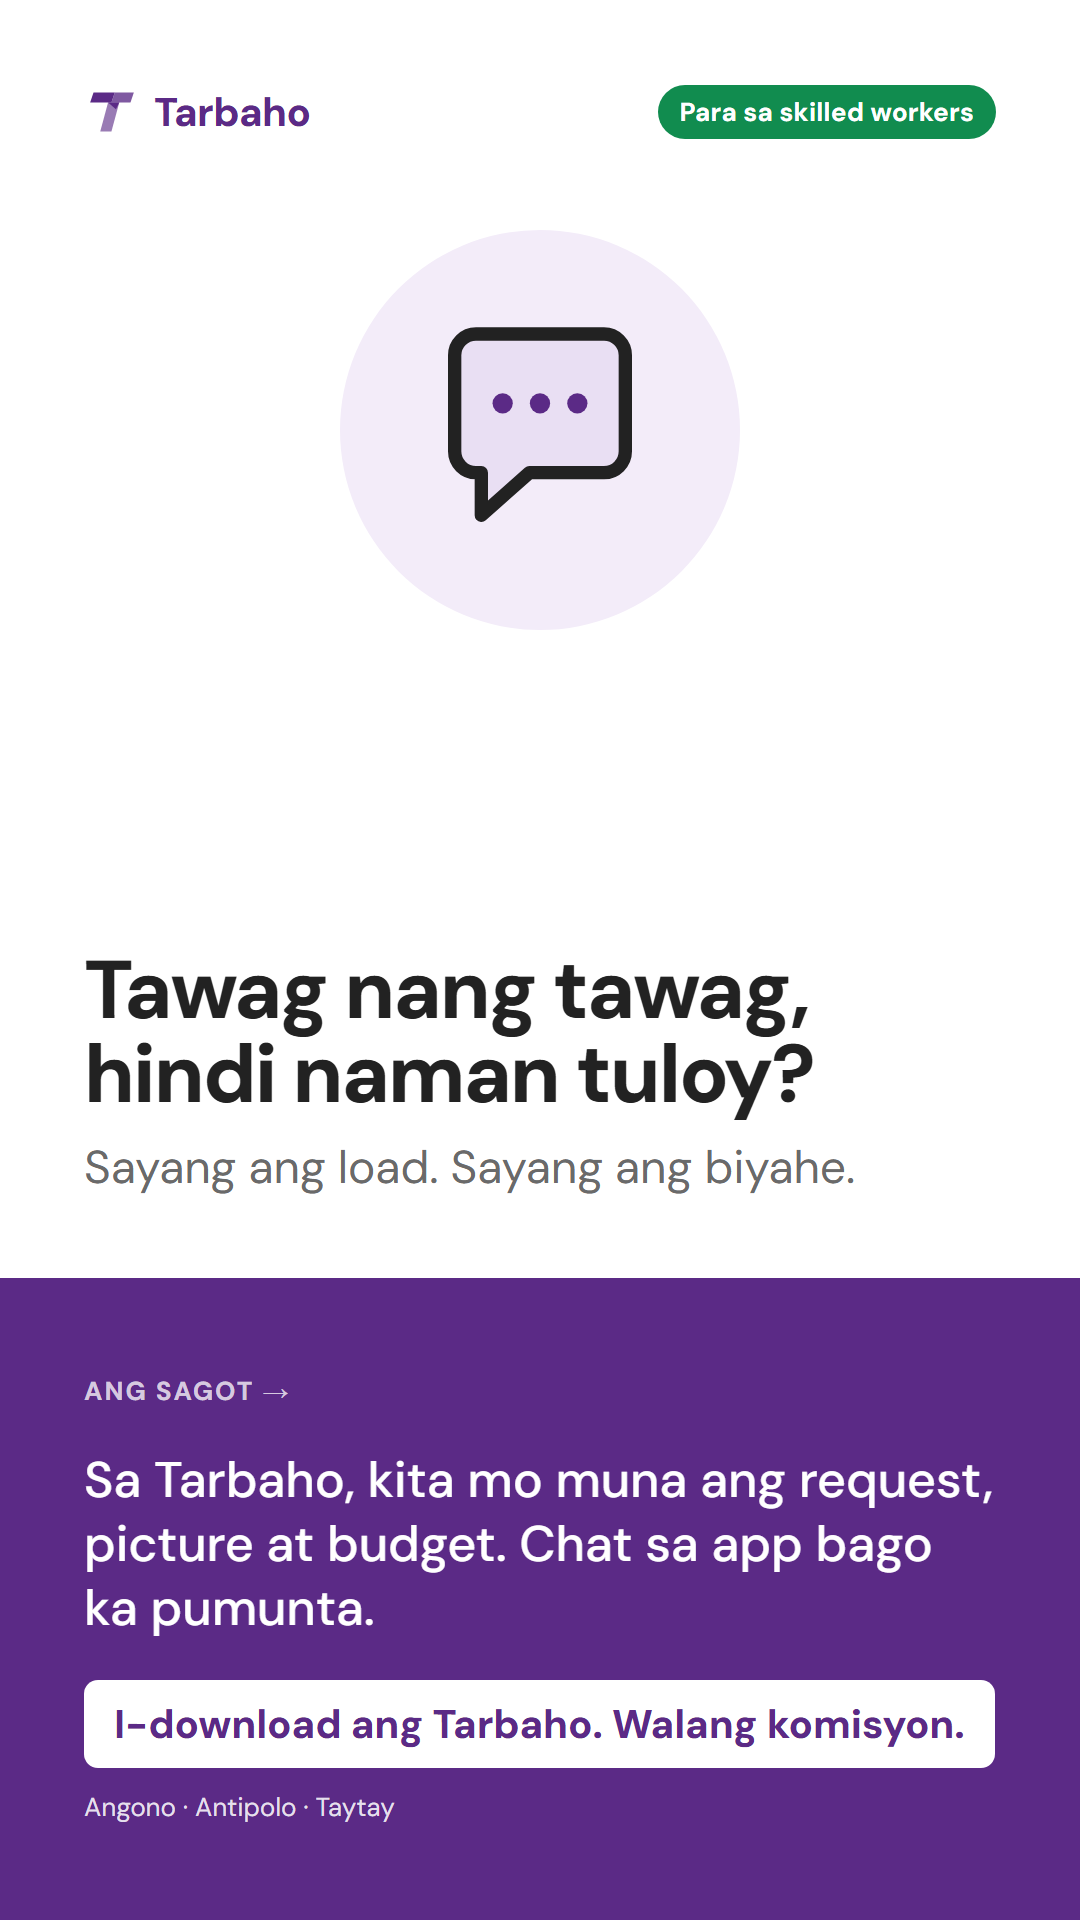 Tarbaho
Para sa skilled workers
Tawag nang tawag,
hindi naman tuloy?
Sayang ang load. Sayang ang biyahe.
ANG SAGOT →
Sa Tarbaho, kita mo muna ang request,
picture at budget. Chat sa app bago
ka pumunta.
I-download ang Tarbaho. Walang komisyon.
Angono · Antipolo · Taytay